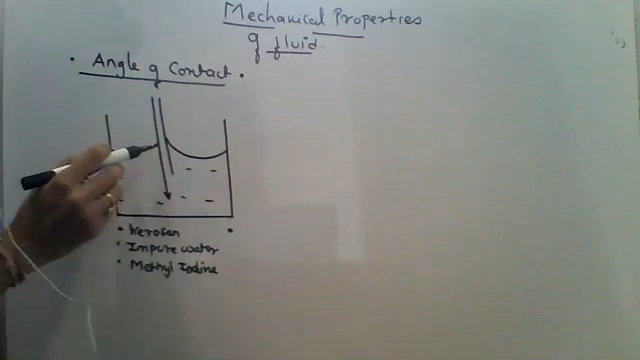 Mechanical Properties
of fluid.
• Angle of Contact •
• Kerosen
• Impure water
• Methyl Iodine